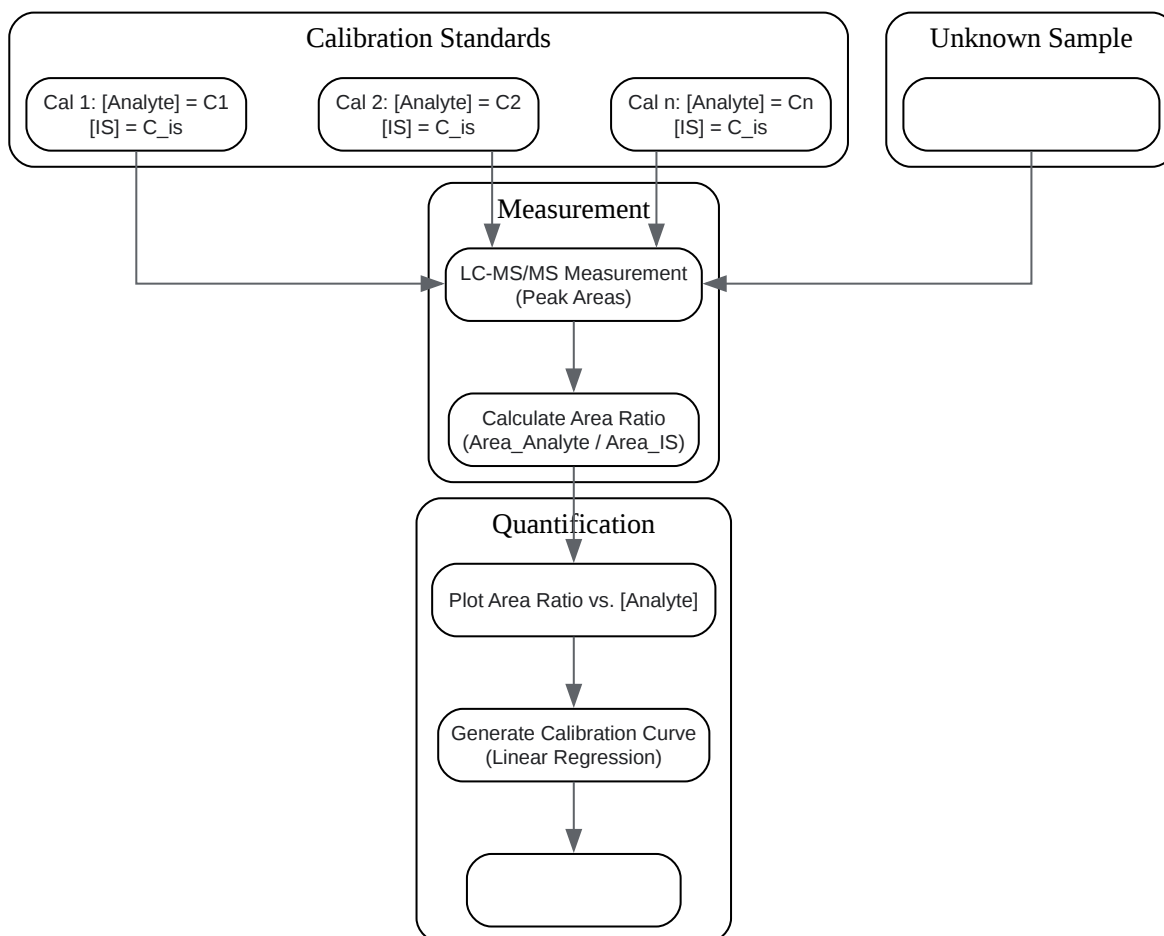 Calibration Standards
Unknown Sample
Cal 1: [Analyte] = C1
[IS] = C_is
Cal 2: [Analyte] = C2
[IS] = C_is
Cal n: [Analyte] = Cn
[IS] = C_is
Measurement
LC-MS/MS Measurement
(Peak Areas)
Calculate Area Ratio
(Area_Analyte / Area_IS)
Quantification
Plot Area Ratio vs. [Analyte]
Generate Calibration Curve
(Linear Regression)